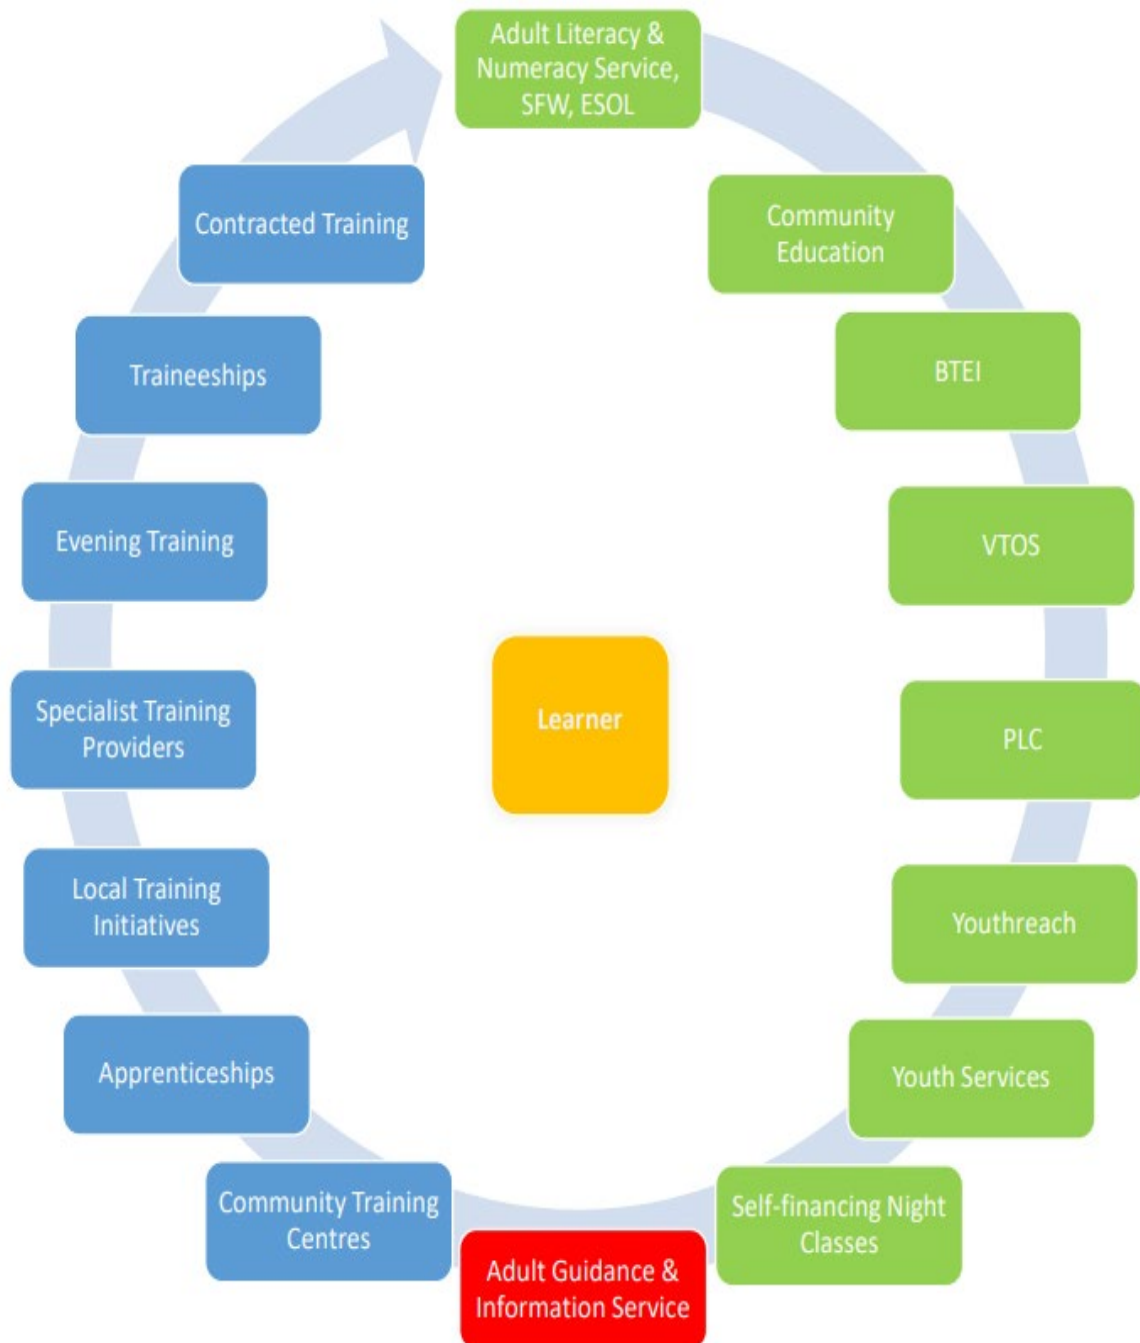 Adult Literacy &
Numeracy Service,
SFW, ESOL
Community
Education
BTEI
VTOS
PLC
Youthreach
Youth Services
Self-financing Night
Classes
Adult Guidance &
Information Service
Community Training
Centres
Apprenticeships
Local Training
Initiatives
Specialist Training
Providers
Evening Training
Traineeships
Contracted Training
Learner